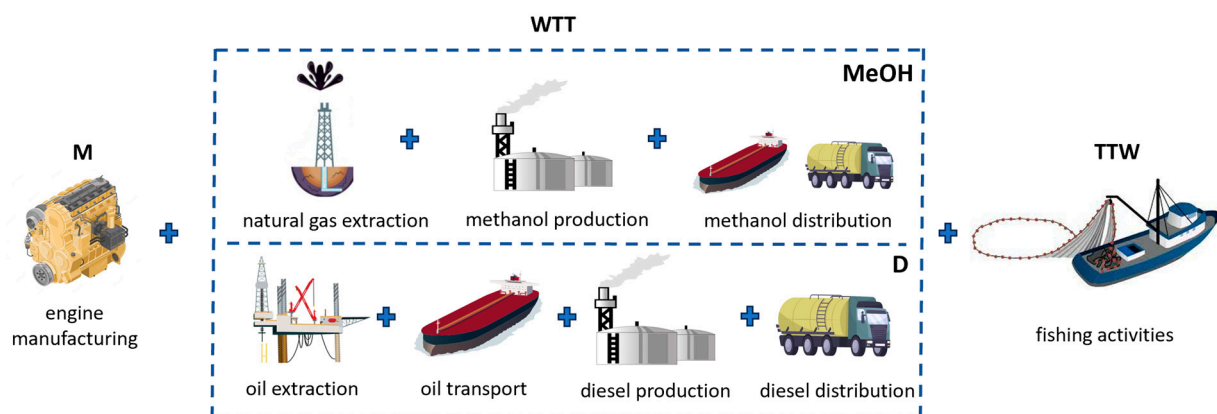 WTT
MeOH
M
TTW
natural gas extraction
methanol production
methanol distribution
engine
manufacturing
D
fishing activities
oil extraction
oil transport
diesel production
diesel distribution